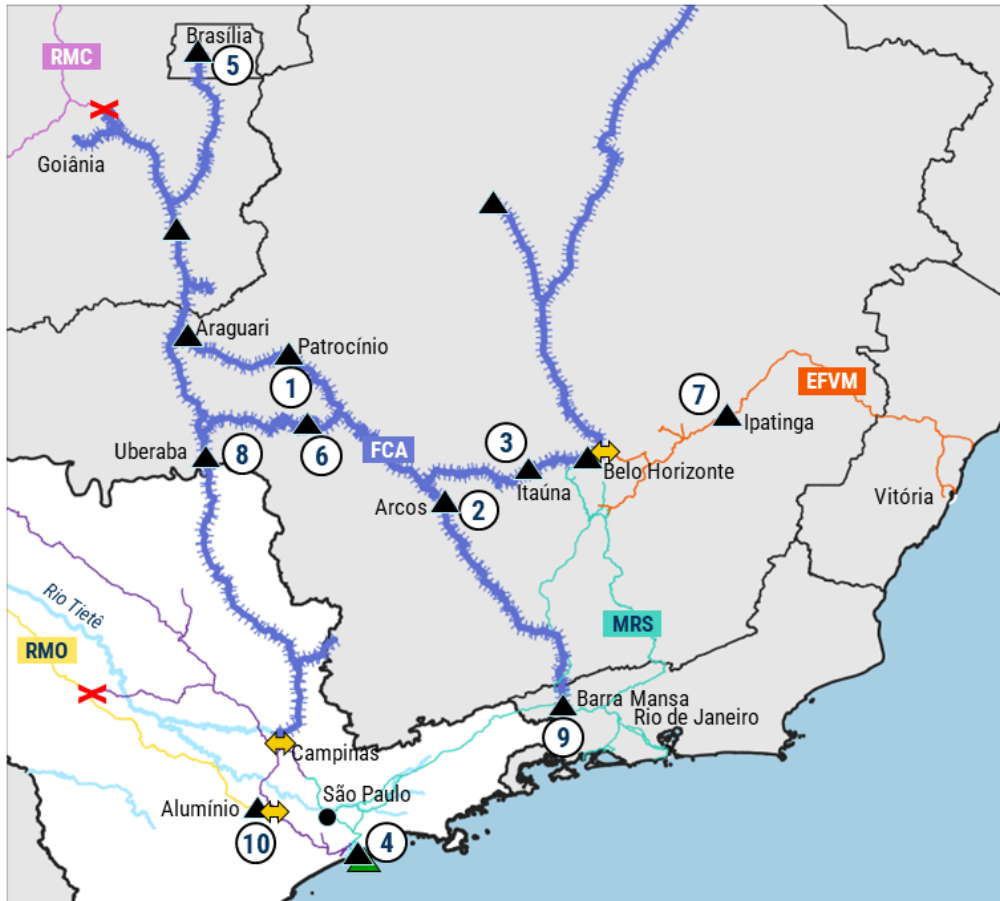 Brasília
RMC
5
Goiânia
Araguari
Patrocínio
1
EFVM
7
Ipatinga
Uberaba
8
6
FCA
3
Belo Horizonte
Itaúna
Vitória
Arcos
2
Rio Tietê
MRS
RMO
Barra Mansa
Rio de Janeiro
9
Campinas
São Paulo
Alumínio
10
4